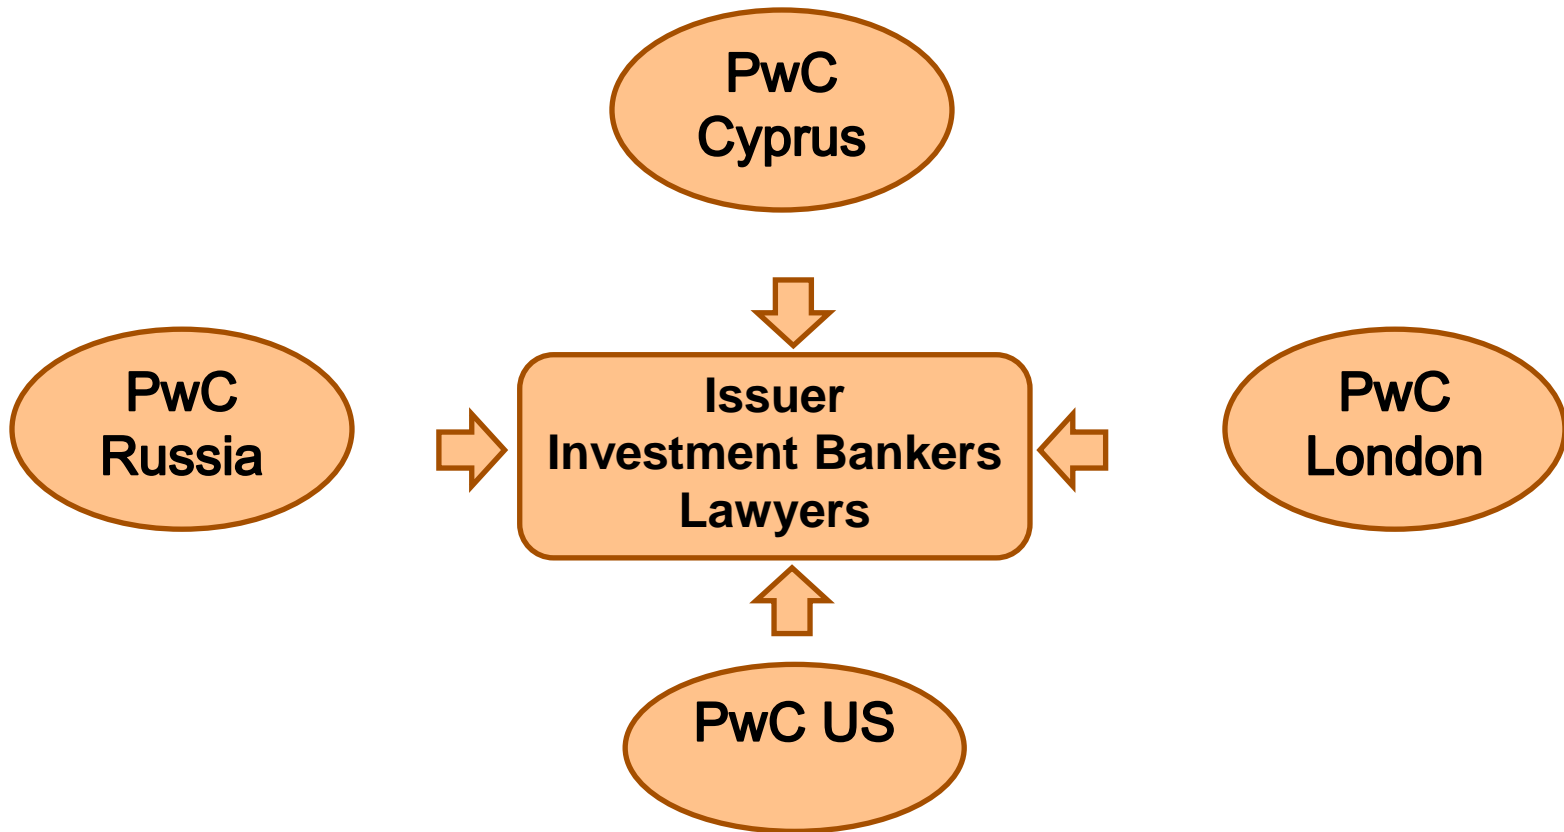 PwC
Cyprus
PwC
Russia
Issuer
Investment Bankers
Lawyers
PwC
London
PwC US